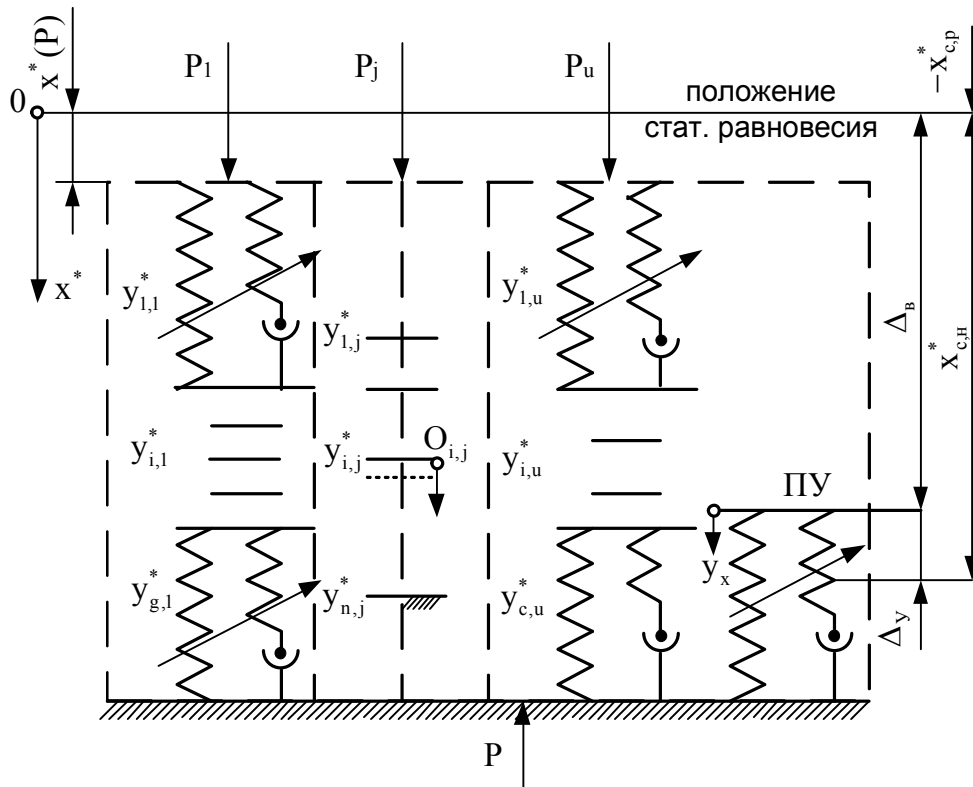 x*(P)
P1
Pj
Pu
–x*c,p
0
положение
стат. равновесия
x*
y*1,1
y*1,j
y*1,u
Δв
x*c,н
y*i,1
y*i,j
Oi,j
y*i,u
ПУ
yx
y*g,1
y*n,j
y*c,u
Δy
P